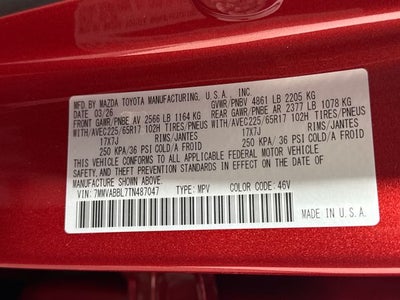 MFD. BY MAZDA TOYOTA MANUFACTURING, U.S.A., INC.
DATE 03/26 GVWR/PNBV 4861 LB 2205 KG
FRONT GAWR/PNBE AV 2566 LB 1164 KG REAR GAWR/PNBE AR 2377 LB 1078 KG
WITH/AVEC225/65R17 102H TIRES/PNEUS WITH/AVEC225/65R17 102H TIRES/PNEUS
17X7J RIMS/JANTES 17X7J RIMS/JANTES
250 KPA/ 36 PSI COLD/A FROID 250 KPA/ 36 PSI COLD/A FROID
THIS VEHICLE CONFORMS TO ALL APPLICABLE FEDERAL MOTOR VEHICLE
SAFETY, BUMPER, AND THEFT PREVENTION STANDARDS IN EFFECT ON THE DATE OF
MANUFACTURE SHOWN ABOVE.
VIN: 7MMVABBL7TN487047 TYPE: MPV COLOR CODE: 46V
MADE IN U.S.A.